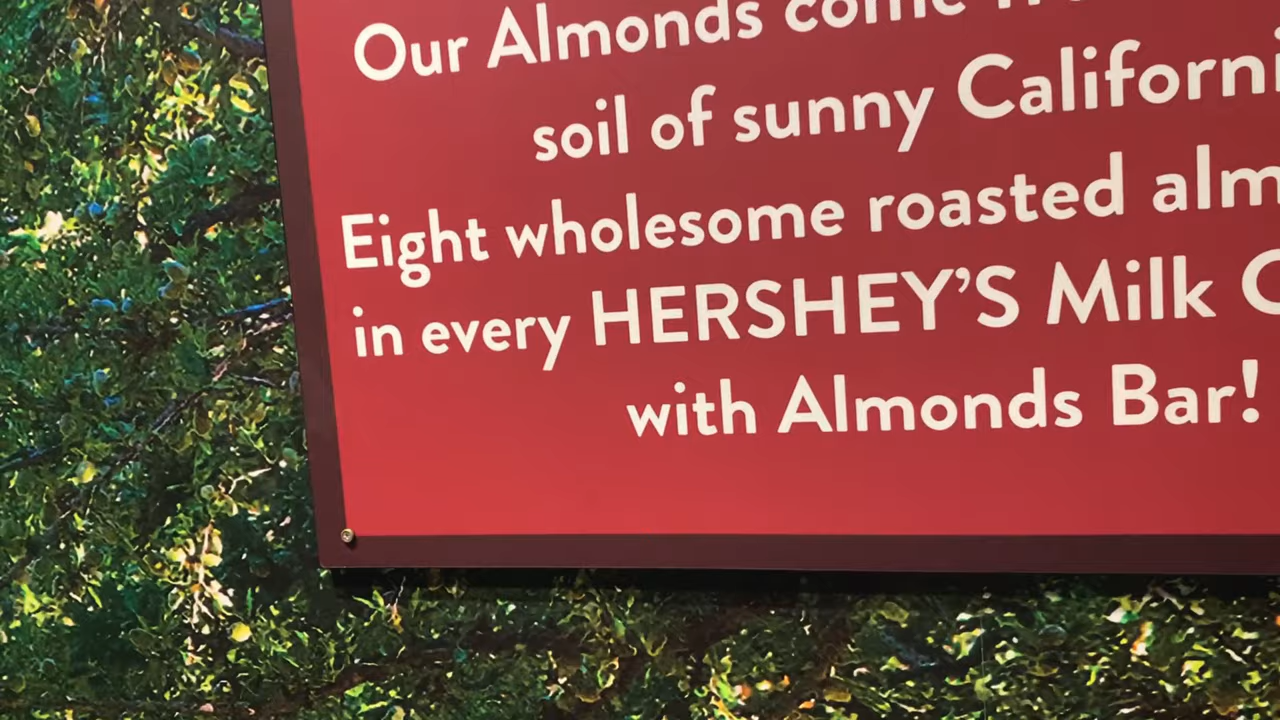 Our Almonds come
soil of sunny Californi
Eight wholesome roasted alm
in every HERSHEY'S Milk C
with Almonds Bar!